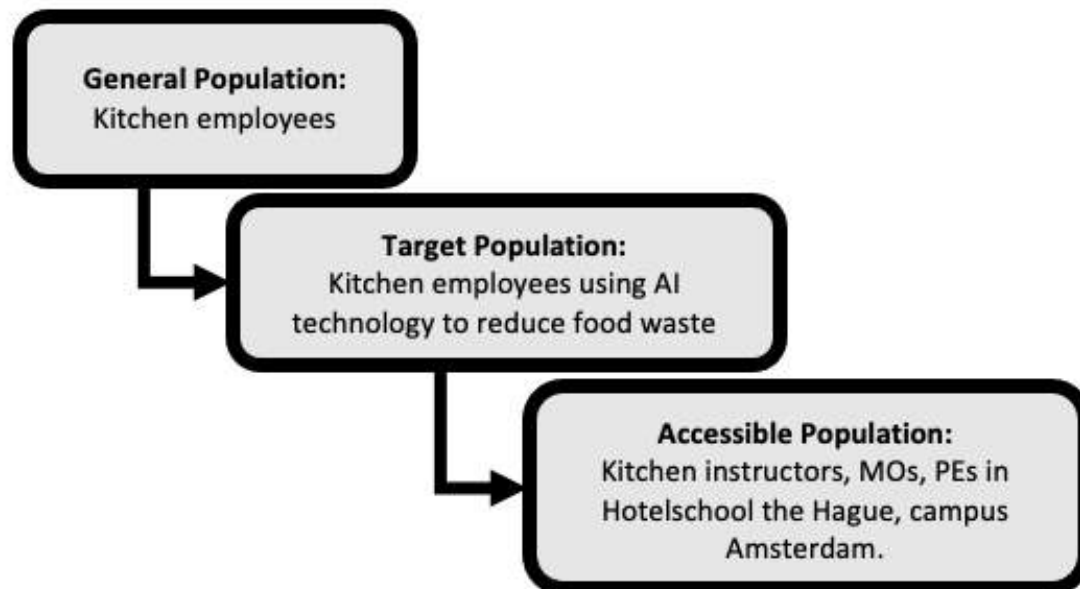 General Population:
Kitchen employees
Target Population:
Kitchen employees using AI
technology to reduce food waste
Accessible Population:
Kitchen instructors, MOs, PEs in
Hotelschool the Hague, campus
Amsterdam.